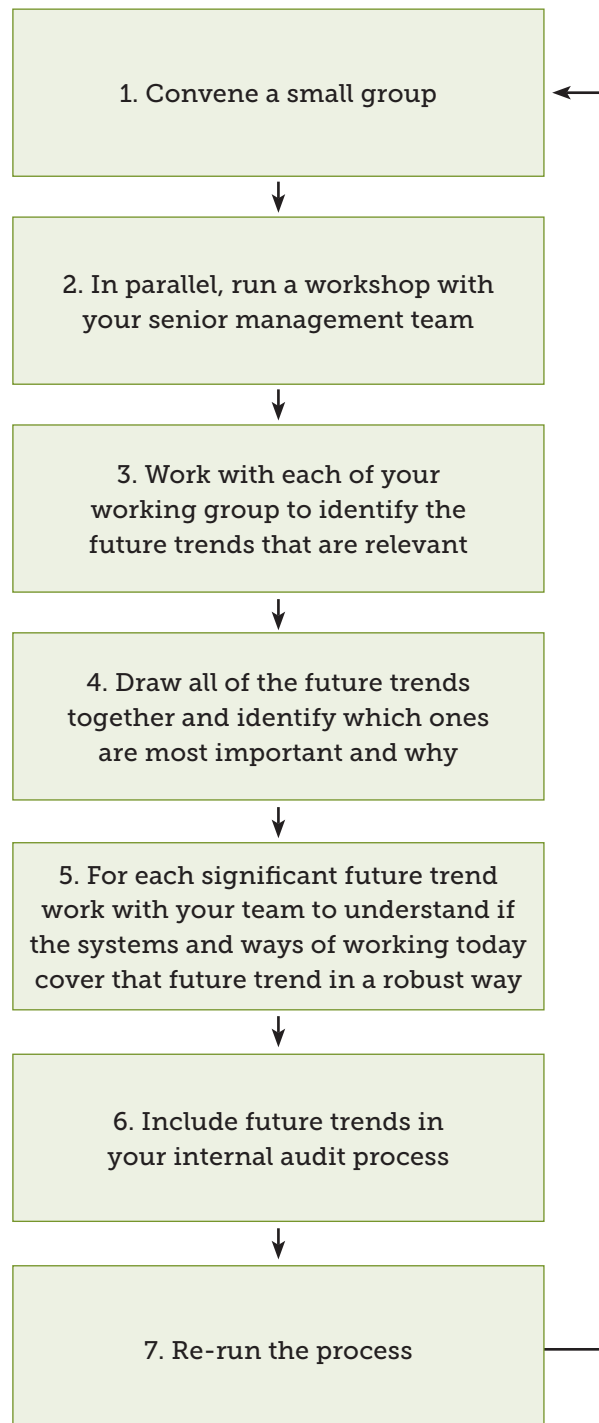 1. Convene a small group
2. In parallel, run a workshop with
your senior management team
3. Work with each of your
working group to identify the
future trends that are relevant
4. Draw all of the future trends
together and identify which ones
are most important and why
5. For each significant future trend
work with your team to understand if
the systems and ways of working today
cover that future trend in a robust way
6. Include future trends in
your internal audit process
7. Re-run the process